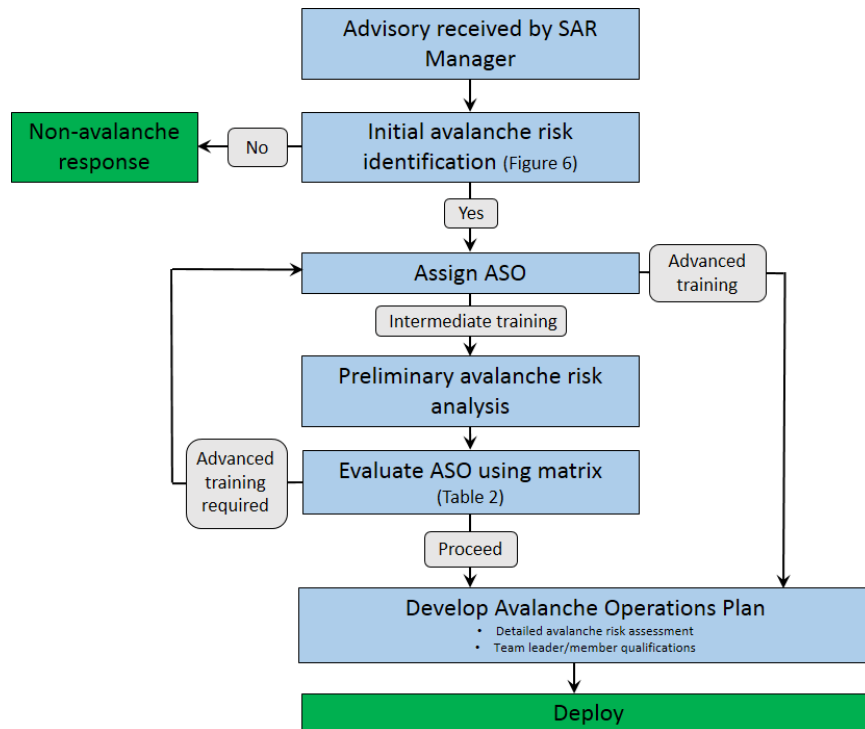 Advisory received by SAR
Manager
Non-avalanche
response
No
Initial avalanche risk
identification (Figure 6)
Yes
Assign ASO
Advanced
training
Intermediate training
Preliminary avalanche risk
analysis
Advanced
training
required
Evaluate ASO using matrix
(Table 2)
Proceed
Develop Avalanche Operations Plan
• Detailed avalanche risk assessment
• Team leader/member qualifications
Deploy